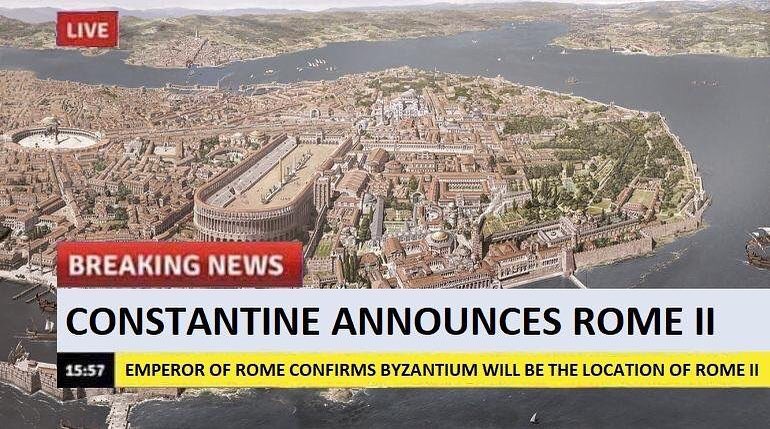 LIVE
BREAKING NEWS
CONSTANTINE ANNOUNCES ROME II
15:57
EMPEROR OF ROME CONFIRMS BYZANTIUM WILL BE THE LOCATION OF ROME II